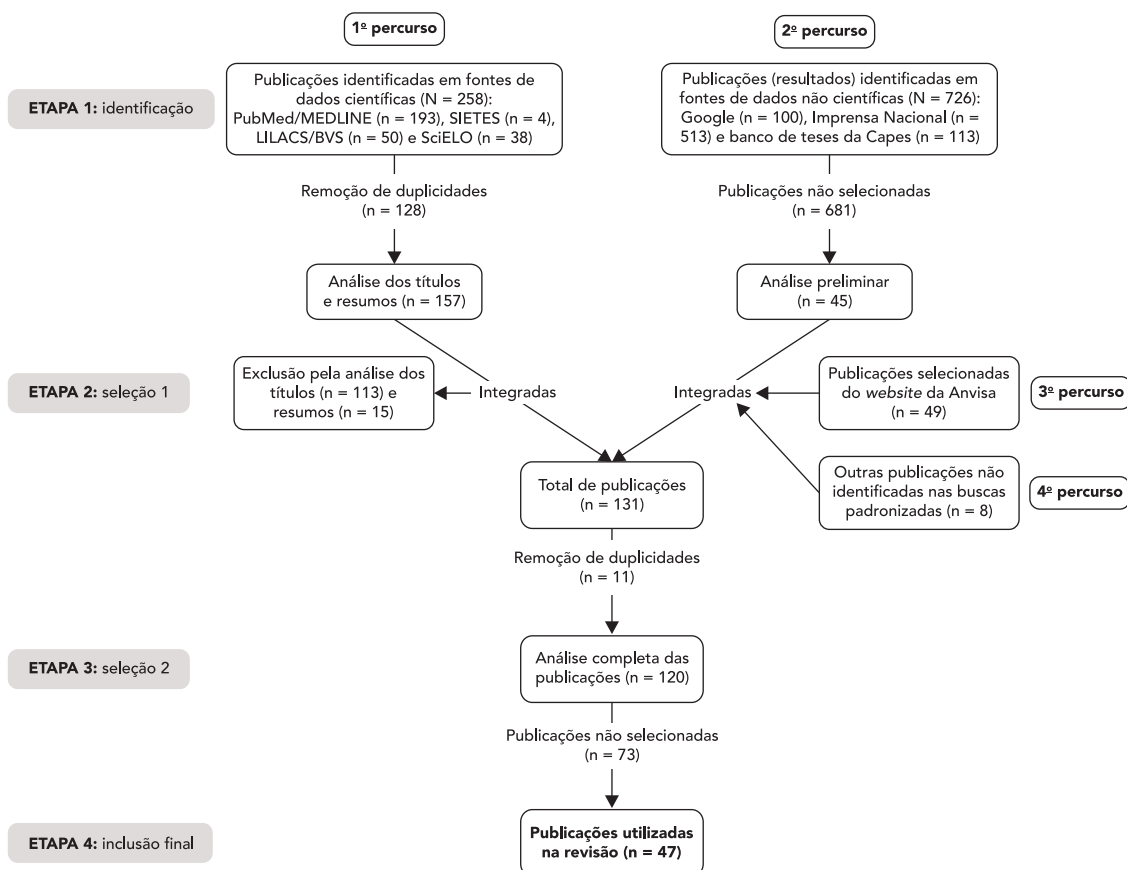 1º percurso
2º percurso
ETAPA 1: identificação
Publicações identificadas em fontes de
dados científicas (N = 258):
PubMed/MEDLINE (n = 193), SIETES (n = 4),
LILACS/BVS (n = 50) e SciELO (n = 38)
Publicações (resultados) identificadas em
fontes de dados não científicas (N = 726):
Google (n = 100), Imprensa Nacional (n =
513) e banco de teses da Capes (n = 113)
Remoção de duplicidades
(n = 128)
Publicações não selecionadas
(n = 681)
Análise dos títulos
e resumos (n = 157)
Análise preliminar
(n = 45)
ETAPA 2: seleção 1
Exclusão pela análise dos
títulos (n = 113) e
resumos (n = 15)
Integradas
Integradas
Publicações selecionadas
do website da Anvisa
(n = 49)
3º percurso
Total de publicações
(n = 131)
Outras publicações não
identificadas nas buscas
padronizadas (n = 8)
4º percurso
Remoção de duplicidades
(n = 11)
ETAPA 3: seleção 2
Análise completa das
publicações (n = 120)
Publicações não selecionadas
(n = 73)
ETAPA 4: inclusão final
Publicações utilizadas
na revisão (n = 47)